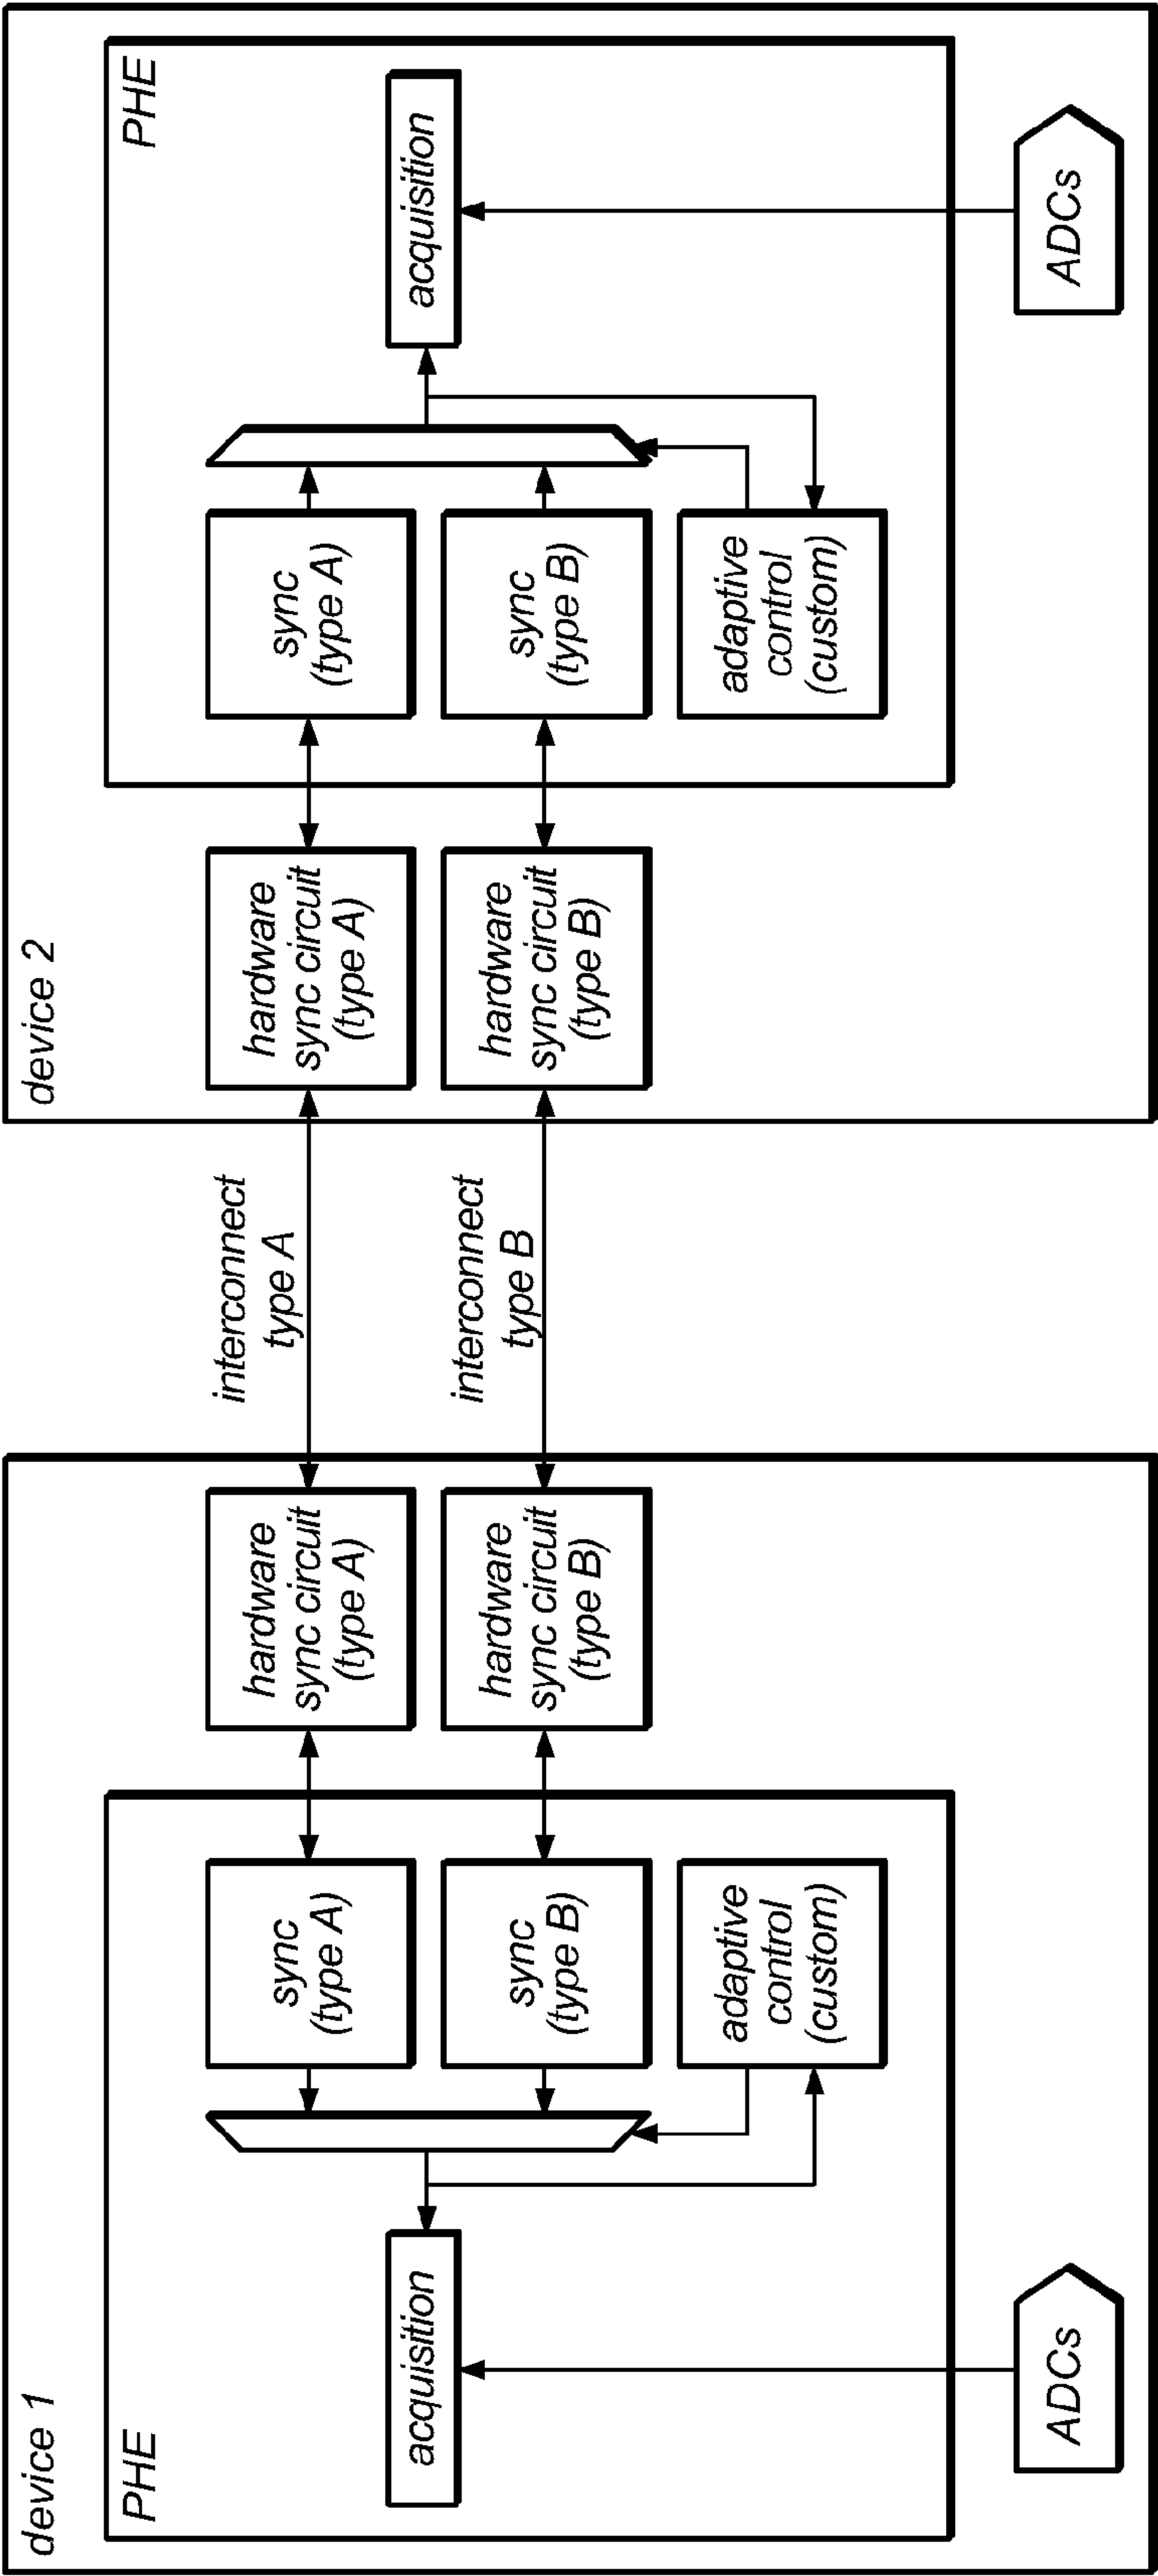 device 1
PHE
acquisition
sync
(type A)
sync
(type B)
adaptive
control
(custom)
hardware
sync circuit
(type A)
hardware
sync circuit
(type B)
ADCs
interconnect
type A
interconnect
type B
device 2
PHE
hardware
sync circuit
(type A)
hardware
sync circuit
(type B)
sync
(type A)
sync
(type B)
adaptive
control
(custom)
acquisition
ADCs